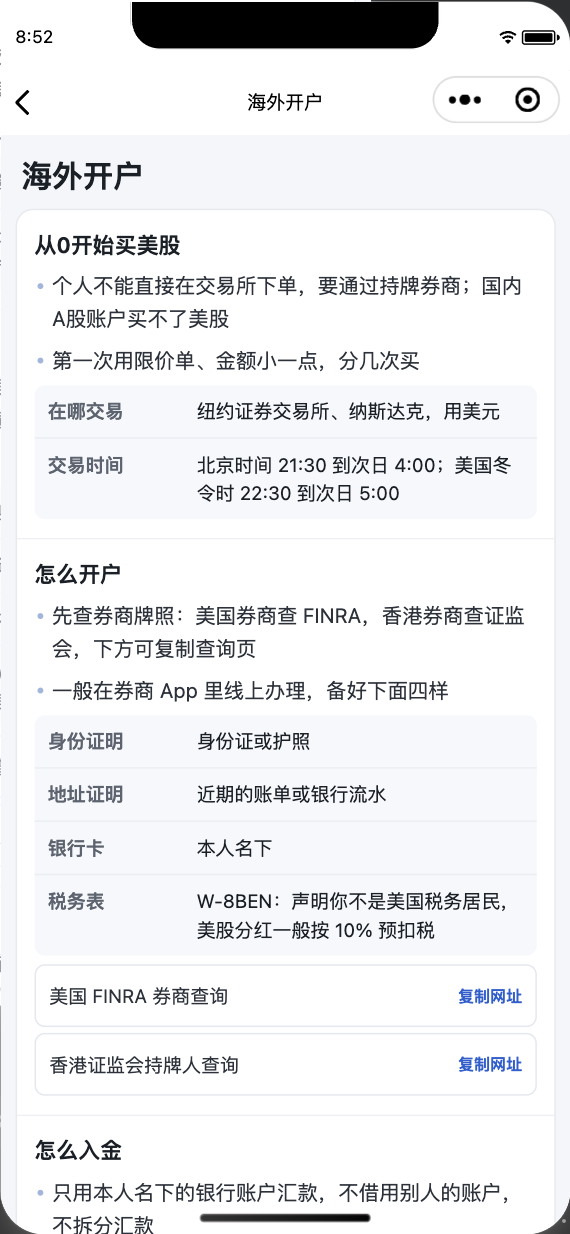 8:52
海外开户
海外开户
从0开始买美股
• 个人不能直接在交易所下单，要通过持牌券商；国内
A股账户买不了美股
• 第一次用限价单、金额小一点，分几次买
在哪交易 纽约证券交易所、纳斯达克，用美元
交易时间 北京时间 21:30 到次日 4:00；美国冬
令时 22:30 到次日 5:00
怎么开户
• 先查券商牌照：美国券商查 FINRA，香港券商查证监
会，下方可复制查询页
• 一般在券商 App 里线上办理，备好下面四样
身份证明 身份证或护照
地址证明 近期的账单或银行流水
银行卡 本人名下
税务表 W-8BEN：声明你不是美国税务居民，
美股分红一般按 10% 预扣税
美国 FINRA 券商查询 复制网址
香港证监会持牌人查询 复制网址
怎么入金
• 只用本人名下的银行账户汇款，不借用别人的账户，
不拆分汇款